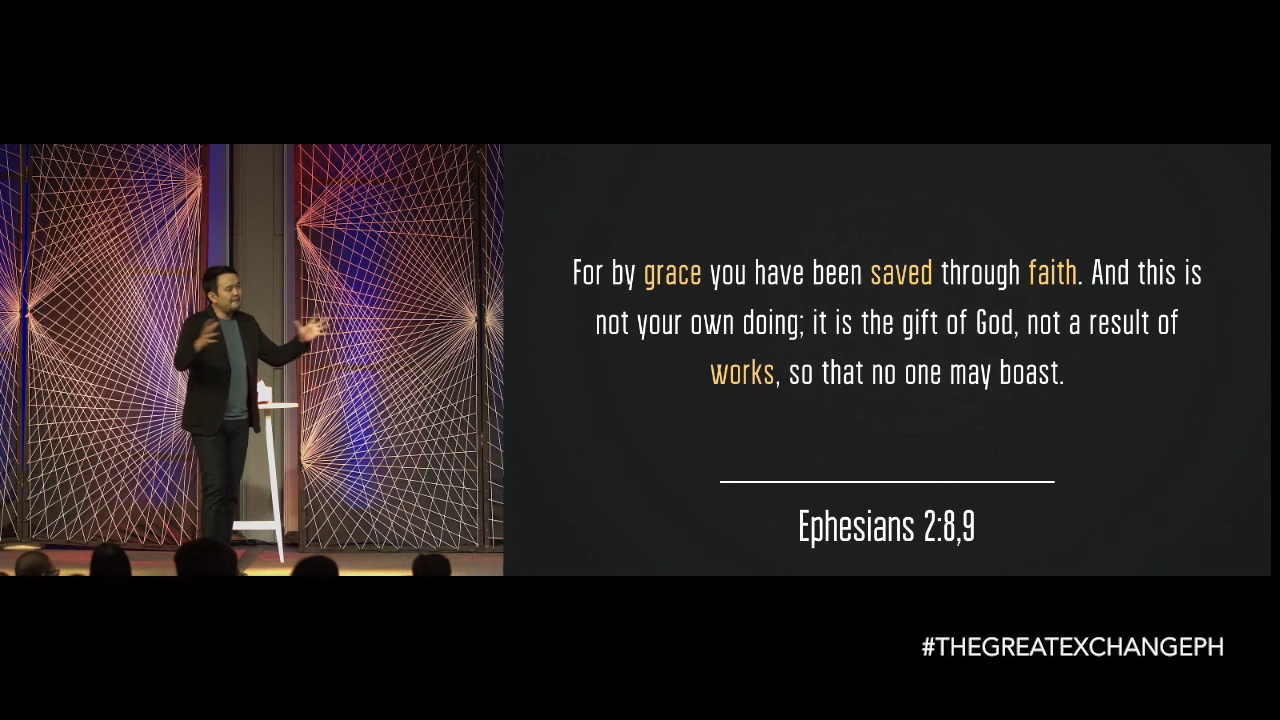 For by grace you have been saved through faith. And this is
not your own doing; it is the gift of God, not a result of
works, so that no one may boast.
Ephesians 2:8,9
#THEGREATEXCHANGEPH